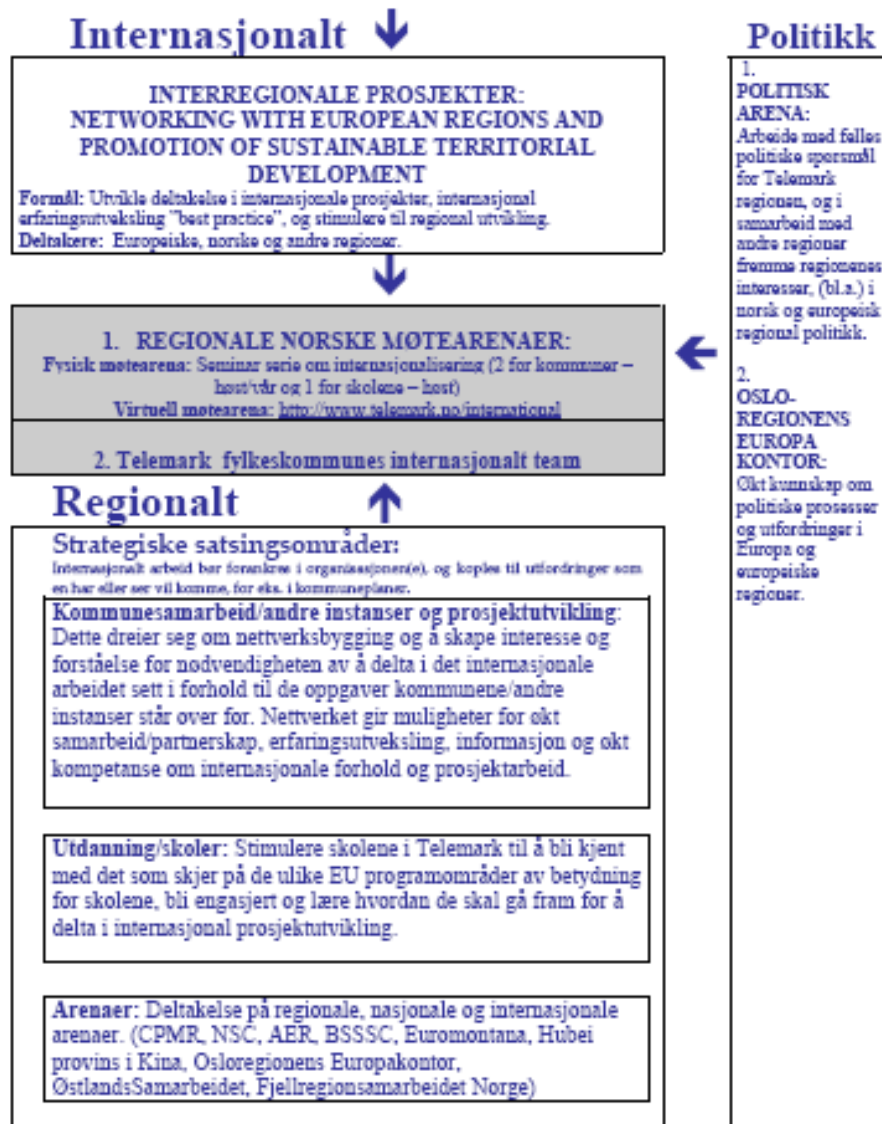 Internasjonalt
INTERREGIONALE PROSJEKTER:
NETWORKING WITH EUROPEAN REGIONS AND
PROMOTION OF SUSTAINABLE TERRITORIAL
DEVELOPMENT
Formål: Utvikle deltakelse i internasjonale prosjekter, internasjonal
erfaringsutveksling "best practice", og stimulere til regional utvikling.
Deltakere: Europeiske, norske og andre regioner.
1. REGIONALE NORSKE MØTEARENAER:
Fysisk møtearena: Seminar serie om internasjonalisering (2 for kommuner –
høst/vår og 1 for skolene – høst)
Virtuell møtearena: http://www.telemark.no/international
2. Telemark fylkeskommunes internasjonalt team
Regionalt
Strategiske satsingsområder:
Internasjonalt arbeid bør forankres i organisasjonen(e), og koples til utfordringer som
en har eller ser vil komme, for eks. i kommuneplaner.
Kommunesamarbeid/andre instanser og prosjektutvikling:
Dette dreier seg om nettverksbygging og å skape interesse og
forståelse for nødvendigheten av å delta i det internasjonale
arbeidet sett i forhold til de oppgaver kommunene/andre
instanser står over for. Nettverket gir muligheter for økt
samarbeid/partnerskap, erfaringsutveksling, informasjon og økt
kompetanse om internasjonale forhold og prosjektarbeid.
Utdanning/skoler: Stimulere skolene i Telemark til å bli kjent
med det som skjer på de ulike EU programområder av betydning
for skolene, bli engasjert og lære hvordan de skal gå fram for å
delta i internasjonal prosjektutvikling.
Arenaer: Deltakelse på regionale, nasjonale og internasjonale
arenaer. (CPMR, NSC, AER, BSSSC, Euromontana, Hubei
provins i Kina, Osloregionens Europakontor,
ØstlandsSamarbeidet, Fjellregionsamarbeidet Norge)
Politikk
1.
POLITISK
ARENA:
Arbeide med felles
politiske spørsmål
for Telemark
regionen, og i
samarbeid med
andre regioner
fremme regionenes
interesser, (bl.a.) i
norsk og europeisk
regional politikk.
2.
OSLO-
REGIONENS
EUROPA
KONTOR:
Økt kunnskap om
politiske prosesser
og utfordringer i
Europa og
europeiske
regioner.